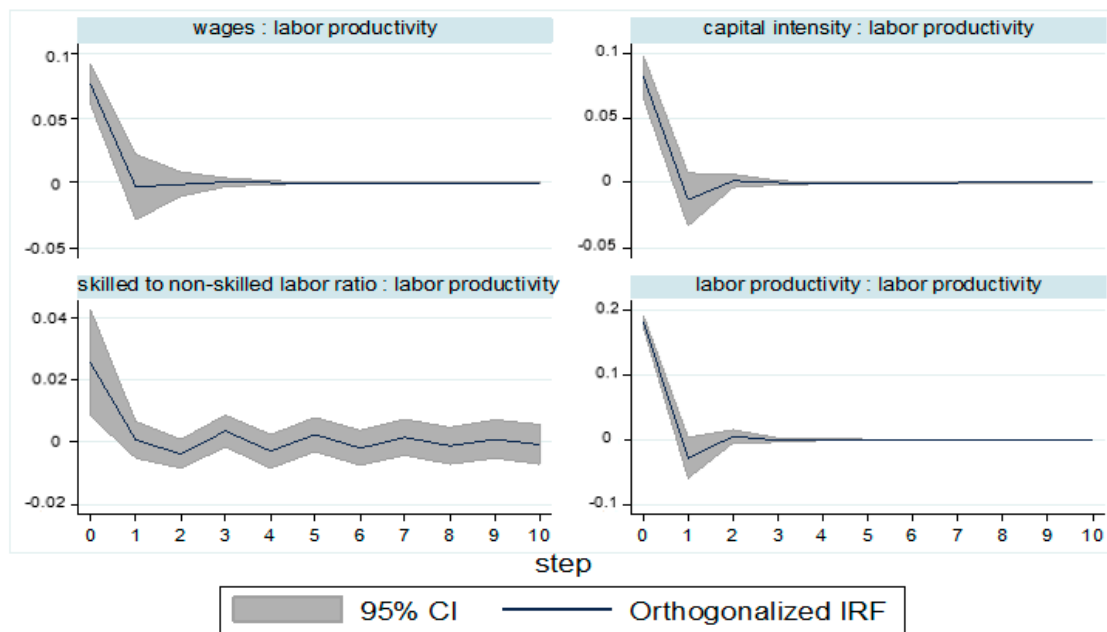 wages : labor productivity
capital intensity : labor productivity
0.1
0.05
0
-0.05
0.1
0.05
0
-0.05
skilled to non-skilled labor ratio : labor productivity
labor productivity : labor productivity
0.04
0.02
0
-0.02
0.2
0.1
0
-0.1
0 1 2 3 4 5 6 7 8 9 10
0 1 2 3 4 5 6 7 8 9 10
step
95% CI Orthogonalized IRF